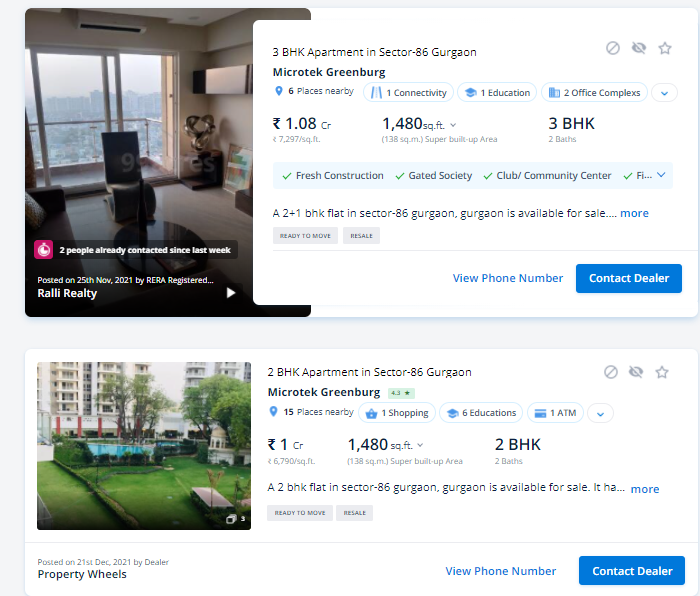 3 BHK Apartment in Sector-86 Gurgaon
Microtek Greenburg
6 Places nearby
1 Connectivity
1 Education
2 Office Complexs
₹ 1.08 Cr
₹ 7,297/sq.ft.
1,480sq.ft.
(138 sq.m.) Super built-up Area
3 BHK
2 Baths
Fresh Construction
Gated Society
Club/ Community Center
Fi...
A 2+1 bhk flat in sector-86 gurgaon, gurgaon is available for sale.... more
READY TO MOVE
RESALE
2 people already contacted since last week
Posted on 25th Nov, 2021 by RERA Registered...
Ralli Realty
View Phone Number
Contact Dealer
2 BHK Apartment in Sector-86 Gurgaon
Microtek Greenburg 4.3 ★
15 Places nearby
1 Shopping
6 Educations
1 ATM
₹ 1 Cr
₹ 6,790/sq.ft.
1,480 sq.ft.
(138 sq.m.) Super built-up Area
2 BHK
2 Baths
A 2 bhk flat in sector-86 gurgaon, gurgaon is available for sale. It ha... more
READY TO MOVE
RESALE
3
Posted on 21st Dec, 2021 by Dealer
Property Wheels
View Phone Number
Contact Dealer